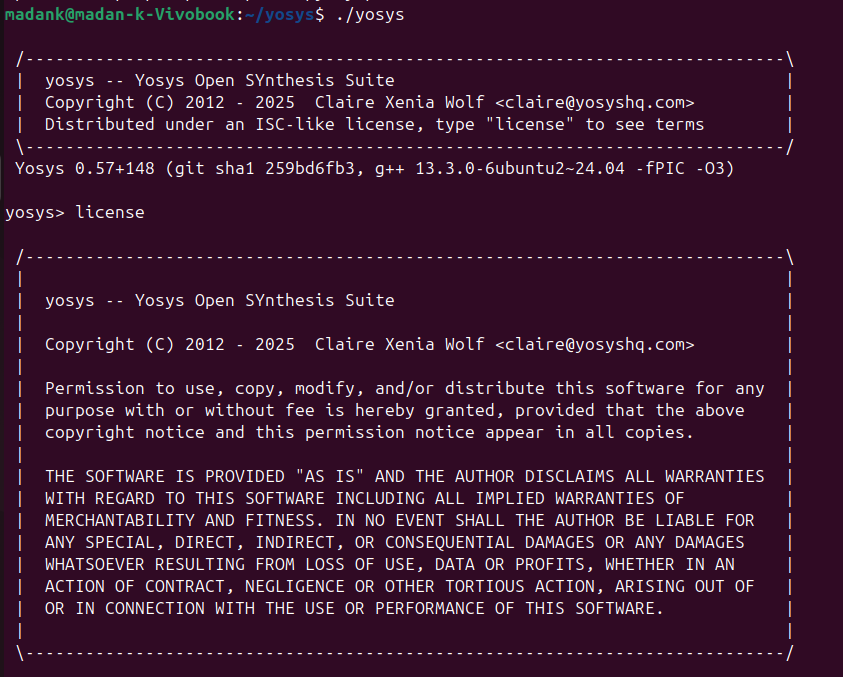 madank@madan-k-Vivobook:~/yosys$ ./yosys
/----------------------------------------------------------------------------\
|  yosys -- Yosys Open SYnthesis Suite                                       |
|  Copyright (C) 2012 - 2025  Claire Xenia Wolf <claire@yosyshq.com>         |
|  Distributed under an ISC-like license, type "license" to see terms        |
\----------------------------------------------------------------------------/
Yosys 0.57+148 (git sha1 259bd6fb3, g++ 13.3.0-6ubuntu2~24.04 -fPIC -O3)
yosys> license
/----------------------------------------------------------------------------\
|                                                                            |
|  yosys -- Yosys Open SYnthesis Suite                                       |
|                                                                            |
|  Copyright (C) 2012 - 2025  Claire Xenia Wolf <claire@yosyshq.com>         |
|                                                                            |
|  Permission to use, copy, modify, and/or distribute this software for any  |
|  purpose with or without fee is hereby granted, provided that the above    |
|  copyright notice and this permission notice appear in all copies.         |
|                                                                            |
|  THE SOFTWARE IS PROVIDED "AS IS" AND THE AUTHOR DISCLAIMS ALL WARRANTIES  |
|  WITH REGARD TO THIS SOFTWARE INCLUDING ALL IMPLIED WARRANTIES OF          |
|  MERCHANTABILITY AND FITNESS. IN NO EVENT SHALL THE AUTHOR BE LIABLE FOR   |
|  ANY SPECIAL, DIRECT, INDIRECT, OR CONSEQUENTIAL DAMAGES OR ANY DAMAGES    |
|  WHATSOEVER RESULTING FROM LOSS OF USE, DATA OR PROFITS, WHETHER IN AN     |
|  ACTION OF CONTRACT, NEGLIGENCE OR OTHER TORTIOUS ACTION, ARISING OUT OF   |
|  OR IN CONNECTION WITH THE USE OR PERFORMANCE OF THIS SOFTWARE.            |
|                                                                            |
\----------------------------------------------------------------------------/